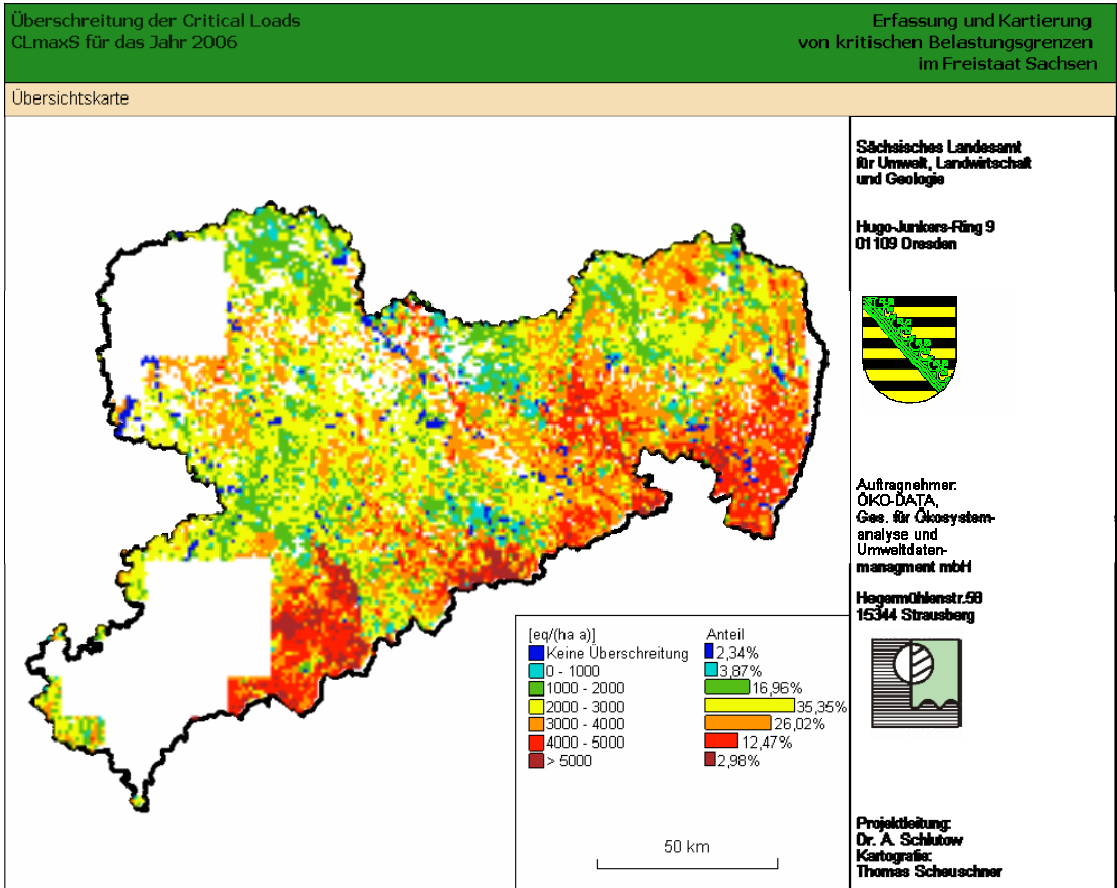 Überschreitung der Critical Loads
CLmaxS für das Jahr 2006
Erfassung und Kartierung
von kritischen Belastungsgrenzen
im Freistaat Sachsen
Übersichtskarte
Sächsisches Landesamt
für Umwelt, Landwirtschaft
und Geologie
Hugo-Junkers-Ring 9
01109 Dresden
Auftragnehmer:
ÖKO-DATA,
Ges. für Ökosystem-
analyse und
Umweltdaten-
managment mbH
Hegermühlenstr.58
15344 Strausberg
[eq/(ha a)] Anteil
Keine Überschreitung 2,34%
0 - 1000 3,87%
1000 - 2000 16,96%
2000 - 3000 35,35%
3000 - 4000 26,02%
4000 - 5000 12,47%
> 5000 2,98%
50 km
Projektleitung:
Dr. A. Schlutow
Kartografie:
Thomas Scheuschner